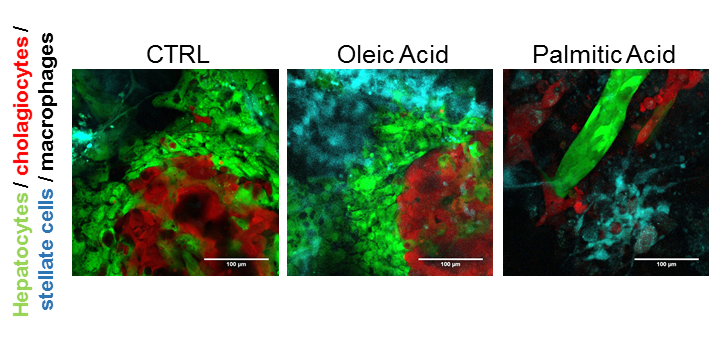 Hepatocytes / cholagiocytes /
stellate cells / macrophages
CTRL
Oleic Acid
Palmitic Acid
100 µm
100 µm
100 µm